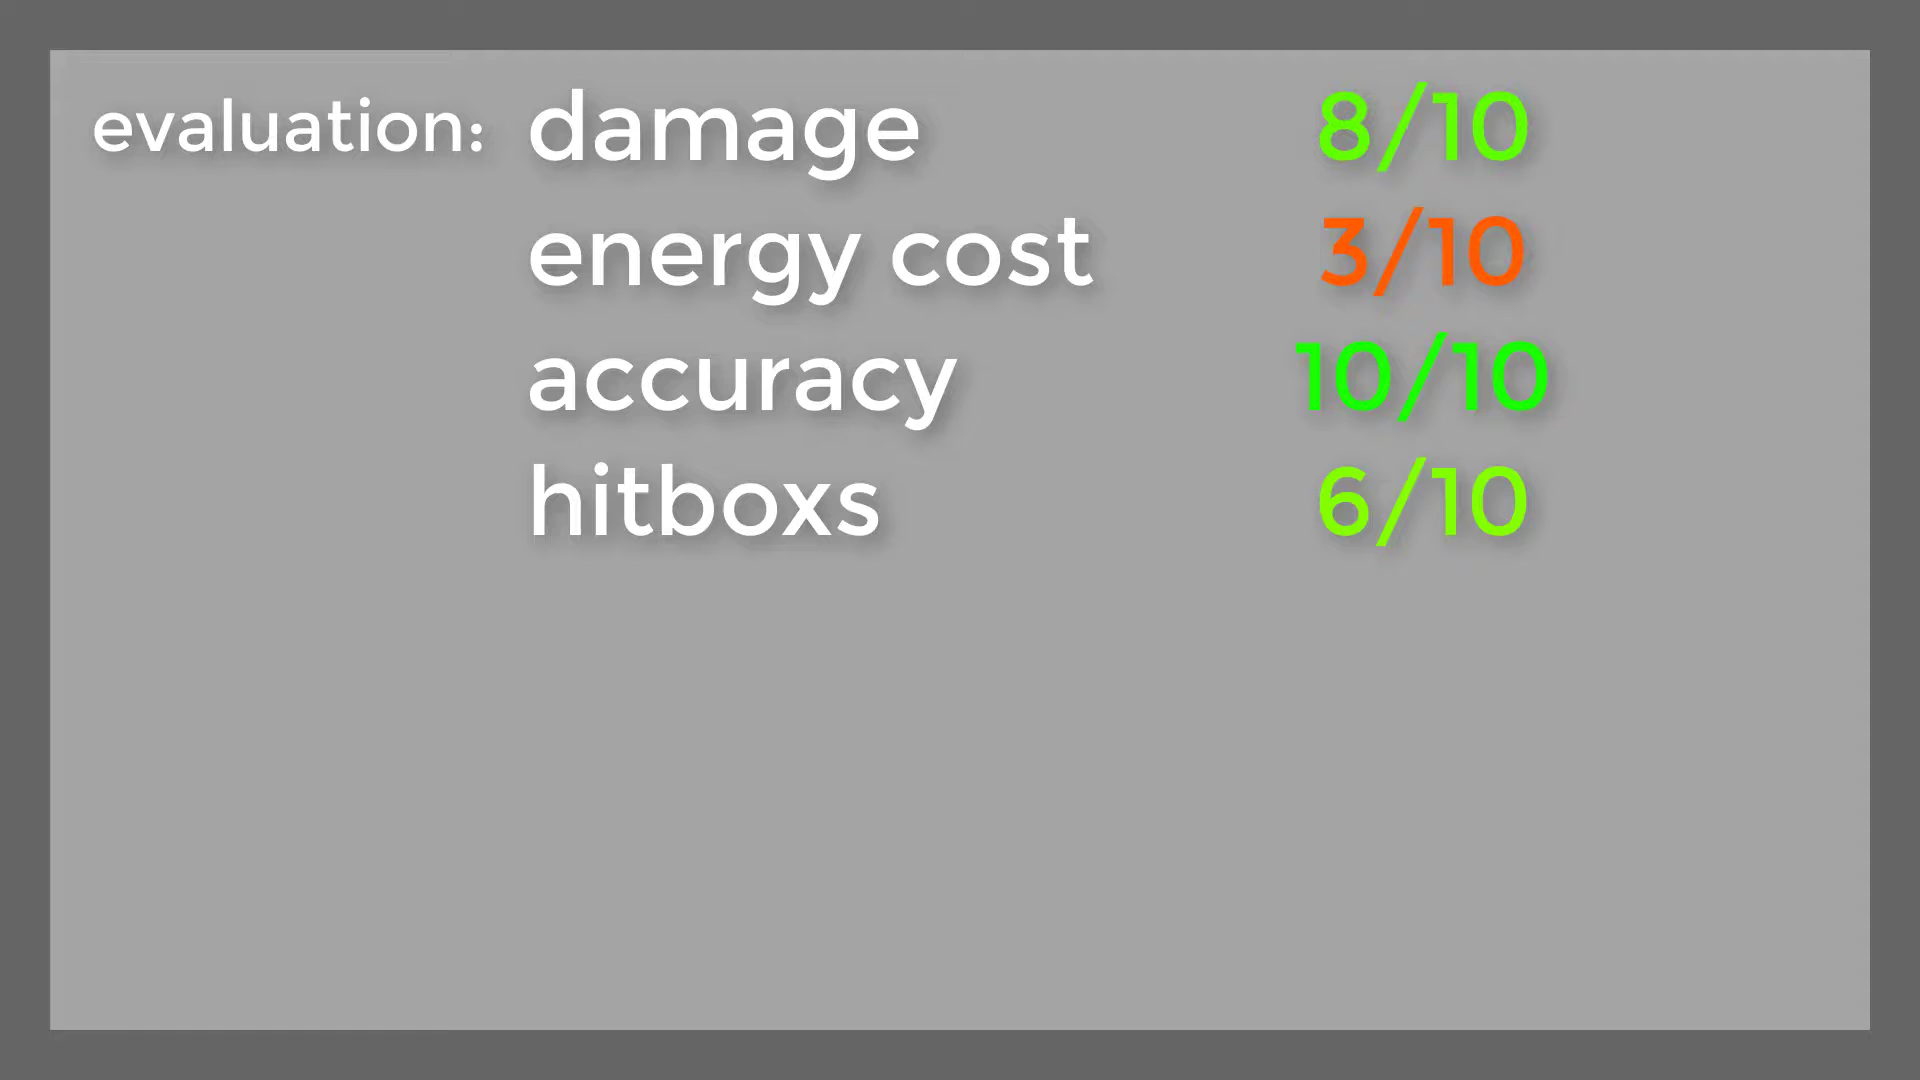 evaluation: damage 8/10
energy cost 3/10
accuracy 10/10
hitboxs 6/10